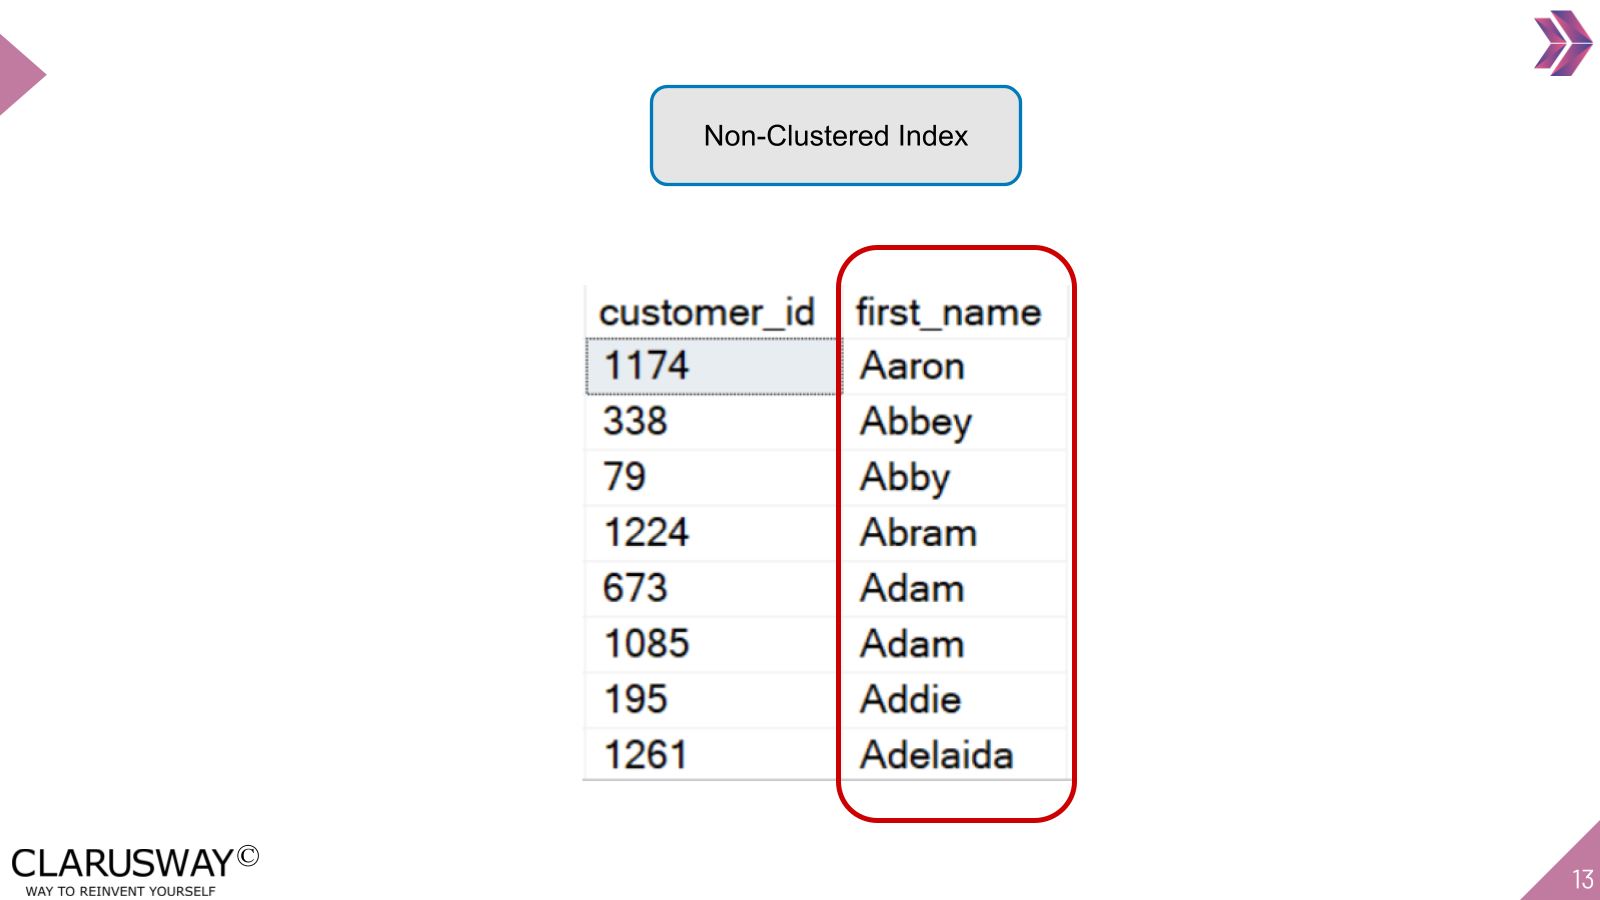 Non-Clustered Index
customer_id first_name
1174 Aaron
338 Abbey
79 Abby
1224 Abram
673 Adam
1085 Adam
195 Addie
1261 Adelaida
CLARUSWAY©
WAY TO REINVENT YOURSELF
13